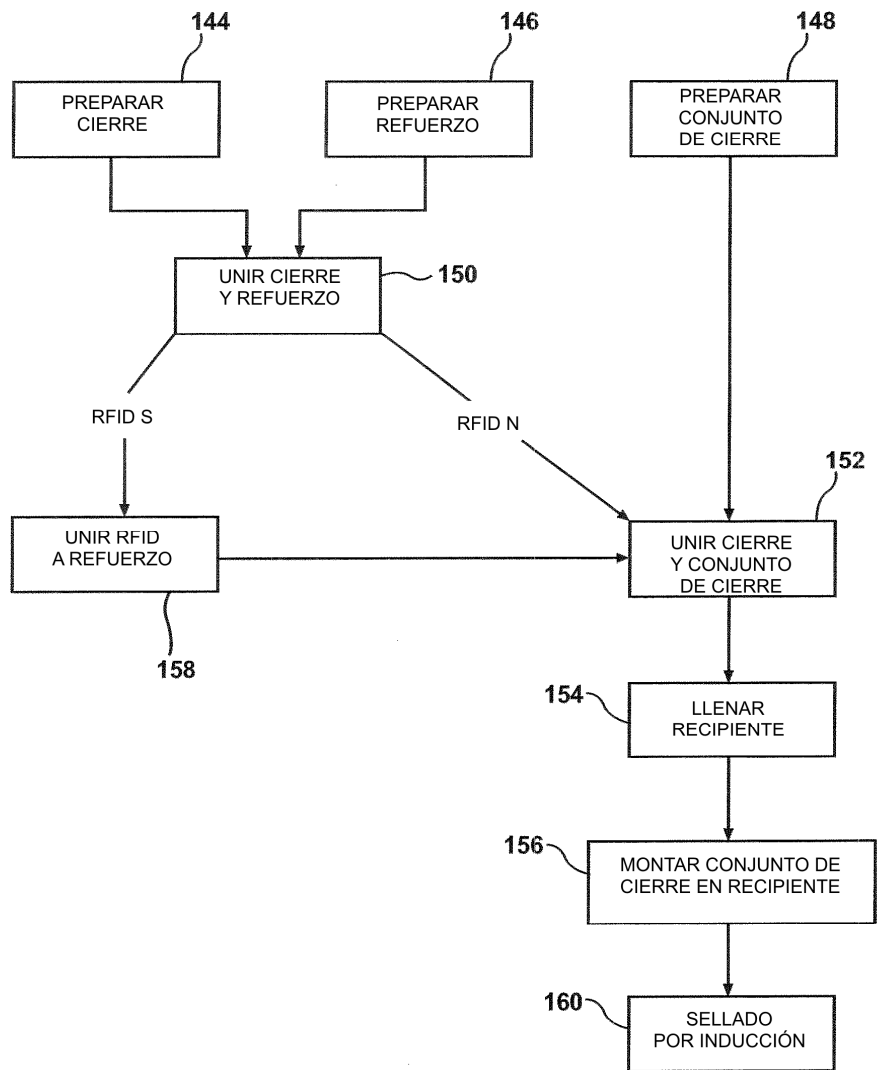 144
146
148
PREPARAR
CIERRE
PREPARAR
REFUERZO
PREPARAR
CONJUNTO
DE CIERRE
UNIR CIERRE
Y REFUERZO
150
RFID S
RFID N
152
UNIR RFID
A REFUERZO
UNIR CIERRE
Y CONJUNTO
DE CIERRE
158
154
LLENAR
RECIPIENTE
156
MONTAR CONJUNTO DE
CIERRE EN RECIPIENTE
160
SELLADO
POR INDUCCIÓN